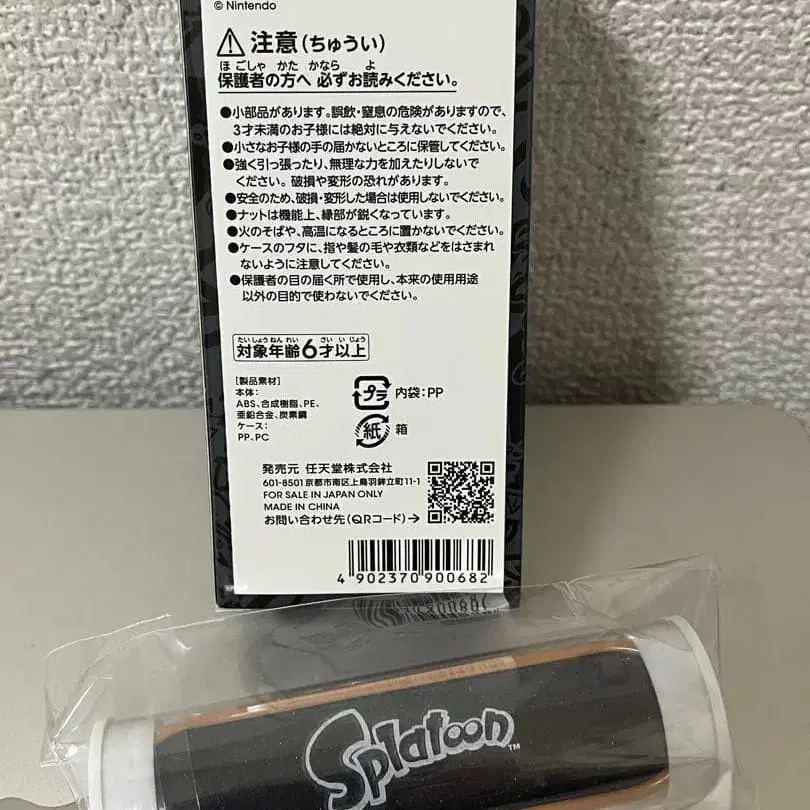 © Nintendo
⚠注意(ちゅうい)
ほごしゃ かた かなら よ
保護者の方へ 必ずお読みください。
●小部品があります。誤飲・窒息の危険がありますので、
3才未満のお子様には絶対に与えないでください。
●小さなお子様の手の届かないところに保管してください。
●強く引っ張ったり、無理な力を加えたりしないで
ください。破損や変形の恐れがあります。
●安全のため、破損・変形した場合は使用しないでください。
●ナットは機能上、縁部が鋭くなっています。
●火のそばや、高温になるところに置かないでください。
●ケースのフタに、指や髪の毛や衣類などをはさまれ
ないように注意してください。
●保護者の目の届く所で使用し、本来の使用用途
以外の目的で使わないでください。
たいしょうねんれい さいいじょう
対象年齢6才以上
[製品素材]
本体:
ABS、合成樹脂、PE、
亜鉛合金、炭素鋼
ケース:
PP、PC
プラ 内袋:PP
紙 箱
発売元 任天堂株式会社
601-8501 京都市南区上鳥羽鉾立町11-1
FOR SALE IN JAPAN ONLY
MADE IN CHINA
お問い合わせ先(QRコード)→
4 902370 900682
Splatoon™